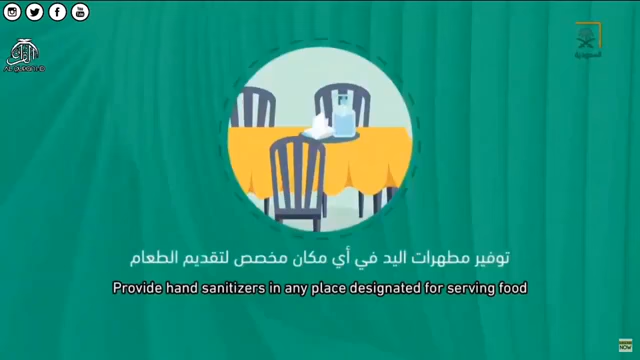 السعودية
توفير مطهرات اليد في أي مكان مخصص لتقديم الطعام
Provide hand sanitizers in any place designated for serving food